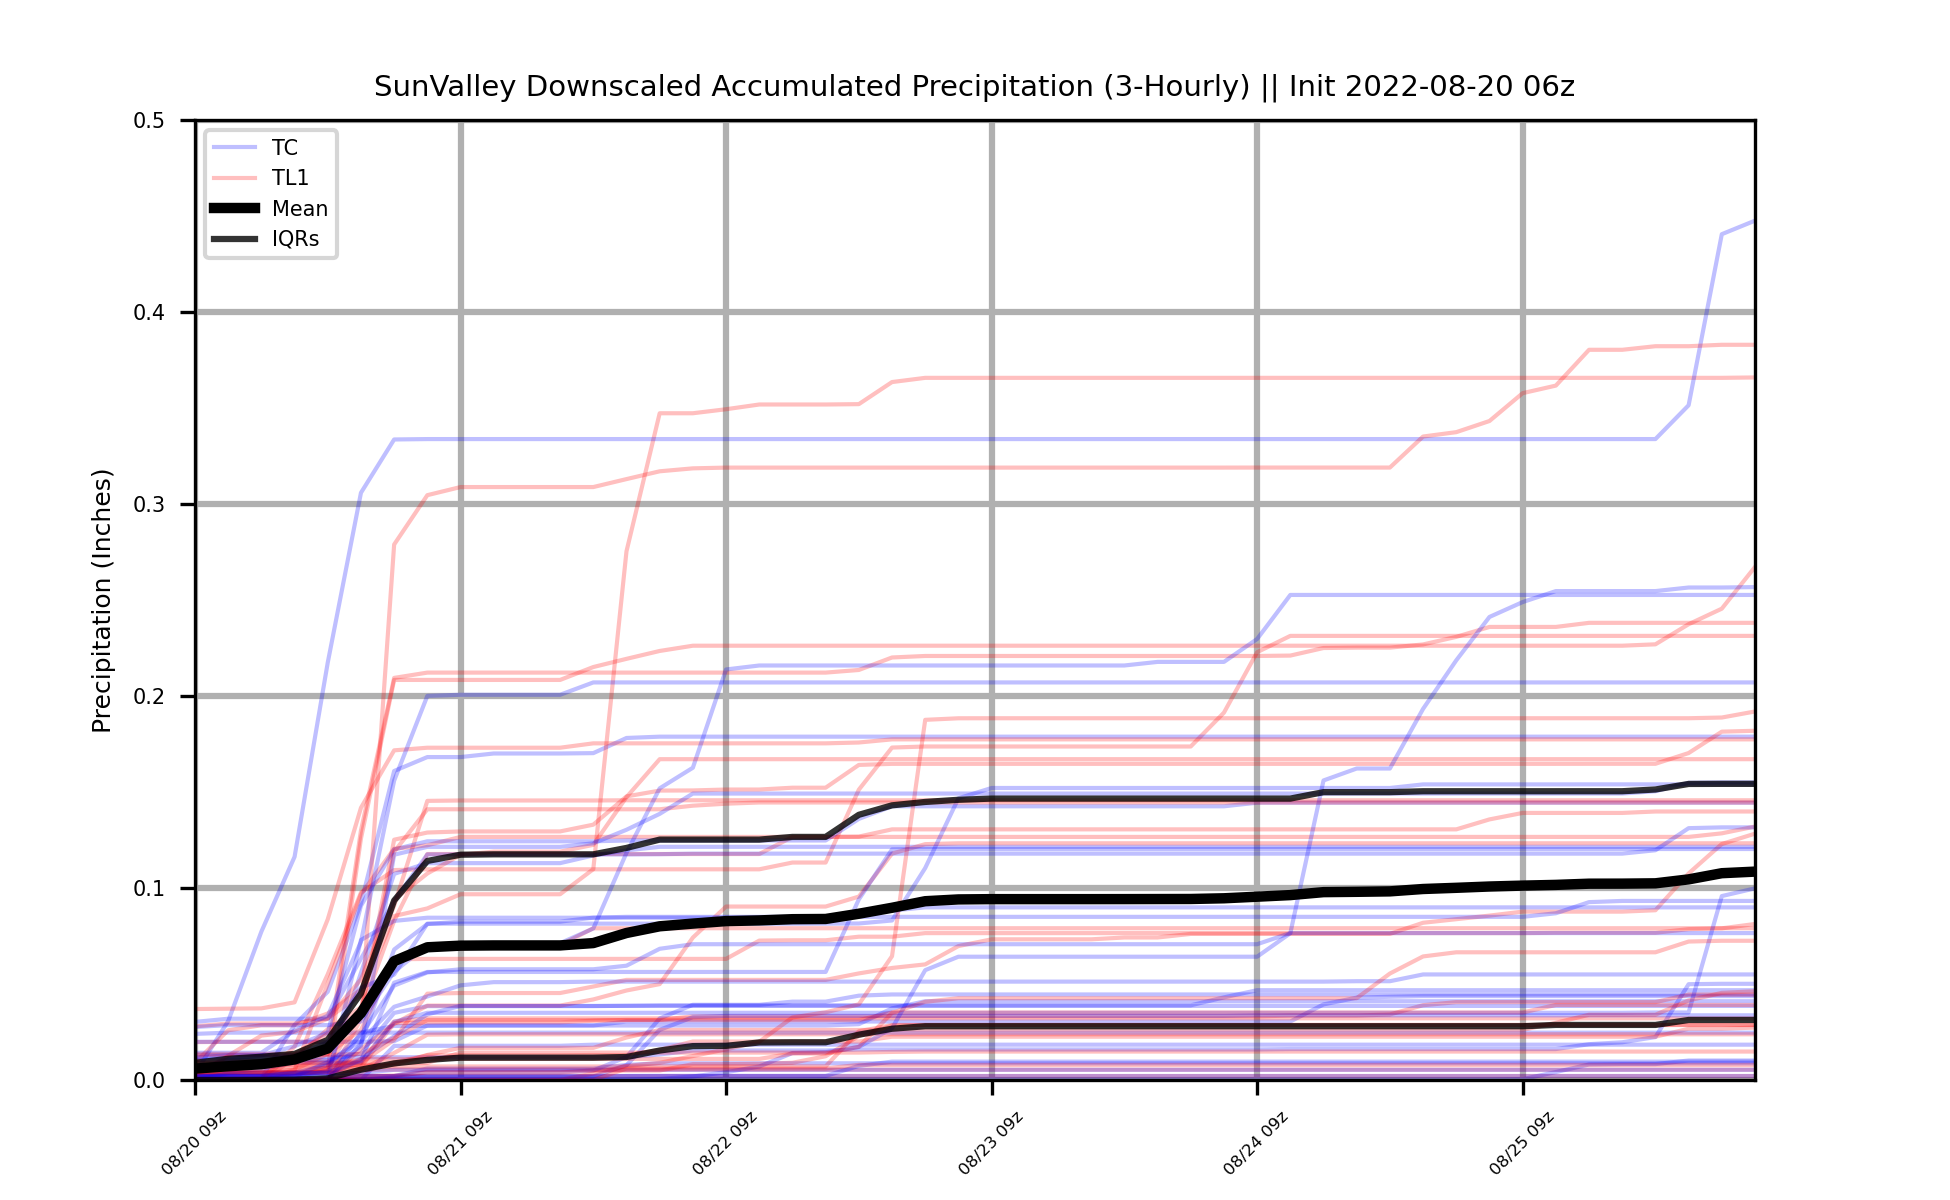 SunValley Downscaled Accumulated Precipitation (3-Hourly) || Init 2022-08-20 06z
TC
TL1
Mean
IQRs
Precipitation (Inches)
0.5
0.4
0.3
0.2
0.1
0.0
08/20 09z
08/21 09z
08/22 09z
08/23 09z
08/24 09z
08/25 09z